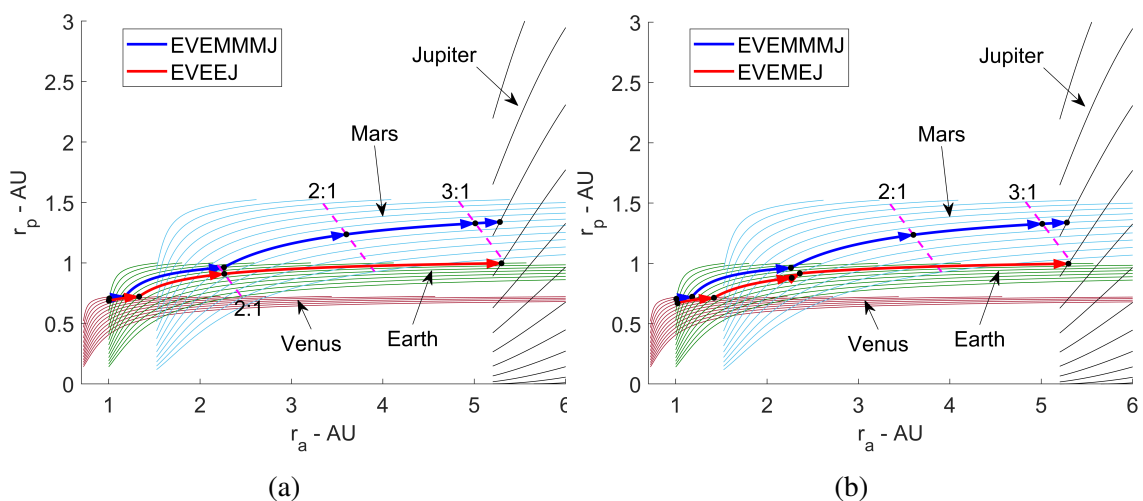 3
2.5
2
1.5
1
0.5
0
r_p - AU
EVEMMMJ
EVEEJ
Jupiter
Mars
2:1
3:1
2:1
Venus
Earth
1 2 3 4 5 6
r_a - AU
(a)
3
2.5
2
1.5
1
0.5
0
r_p - AU
EVEMMMJ
EVEMEJ
Jupiter
Mars
2:1
3:1
Venus
Earth
1 2 3 4 5 6
r_a - AU
(b)